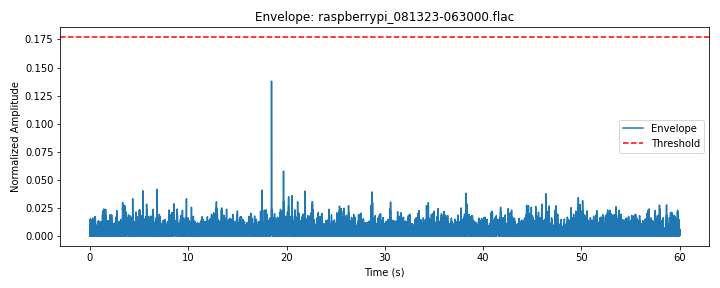 Envelope: raspberrypi_081323-063000.flac
Normalized Amplitude
0.175
0.150
0.125
0.100
0.075
0.050
0.025
0.000
Envelope
Threshold
0 10 20 30 40 50 60
Time (s)